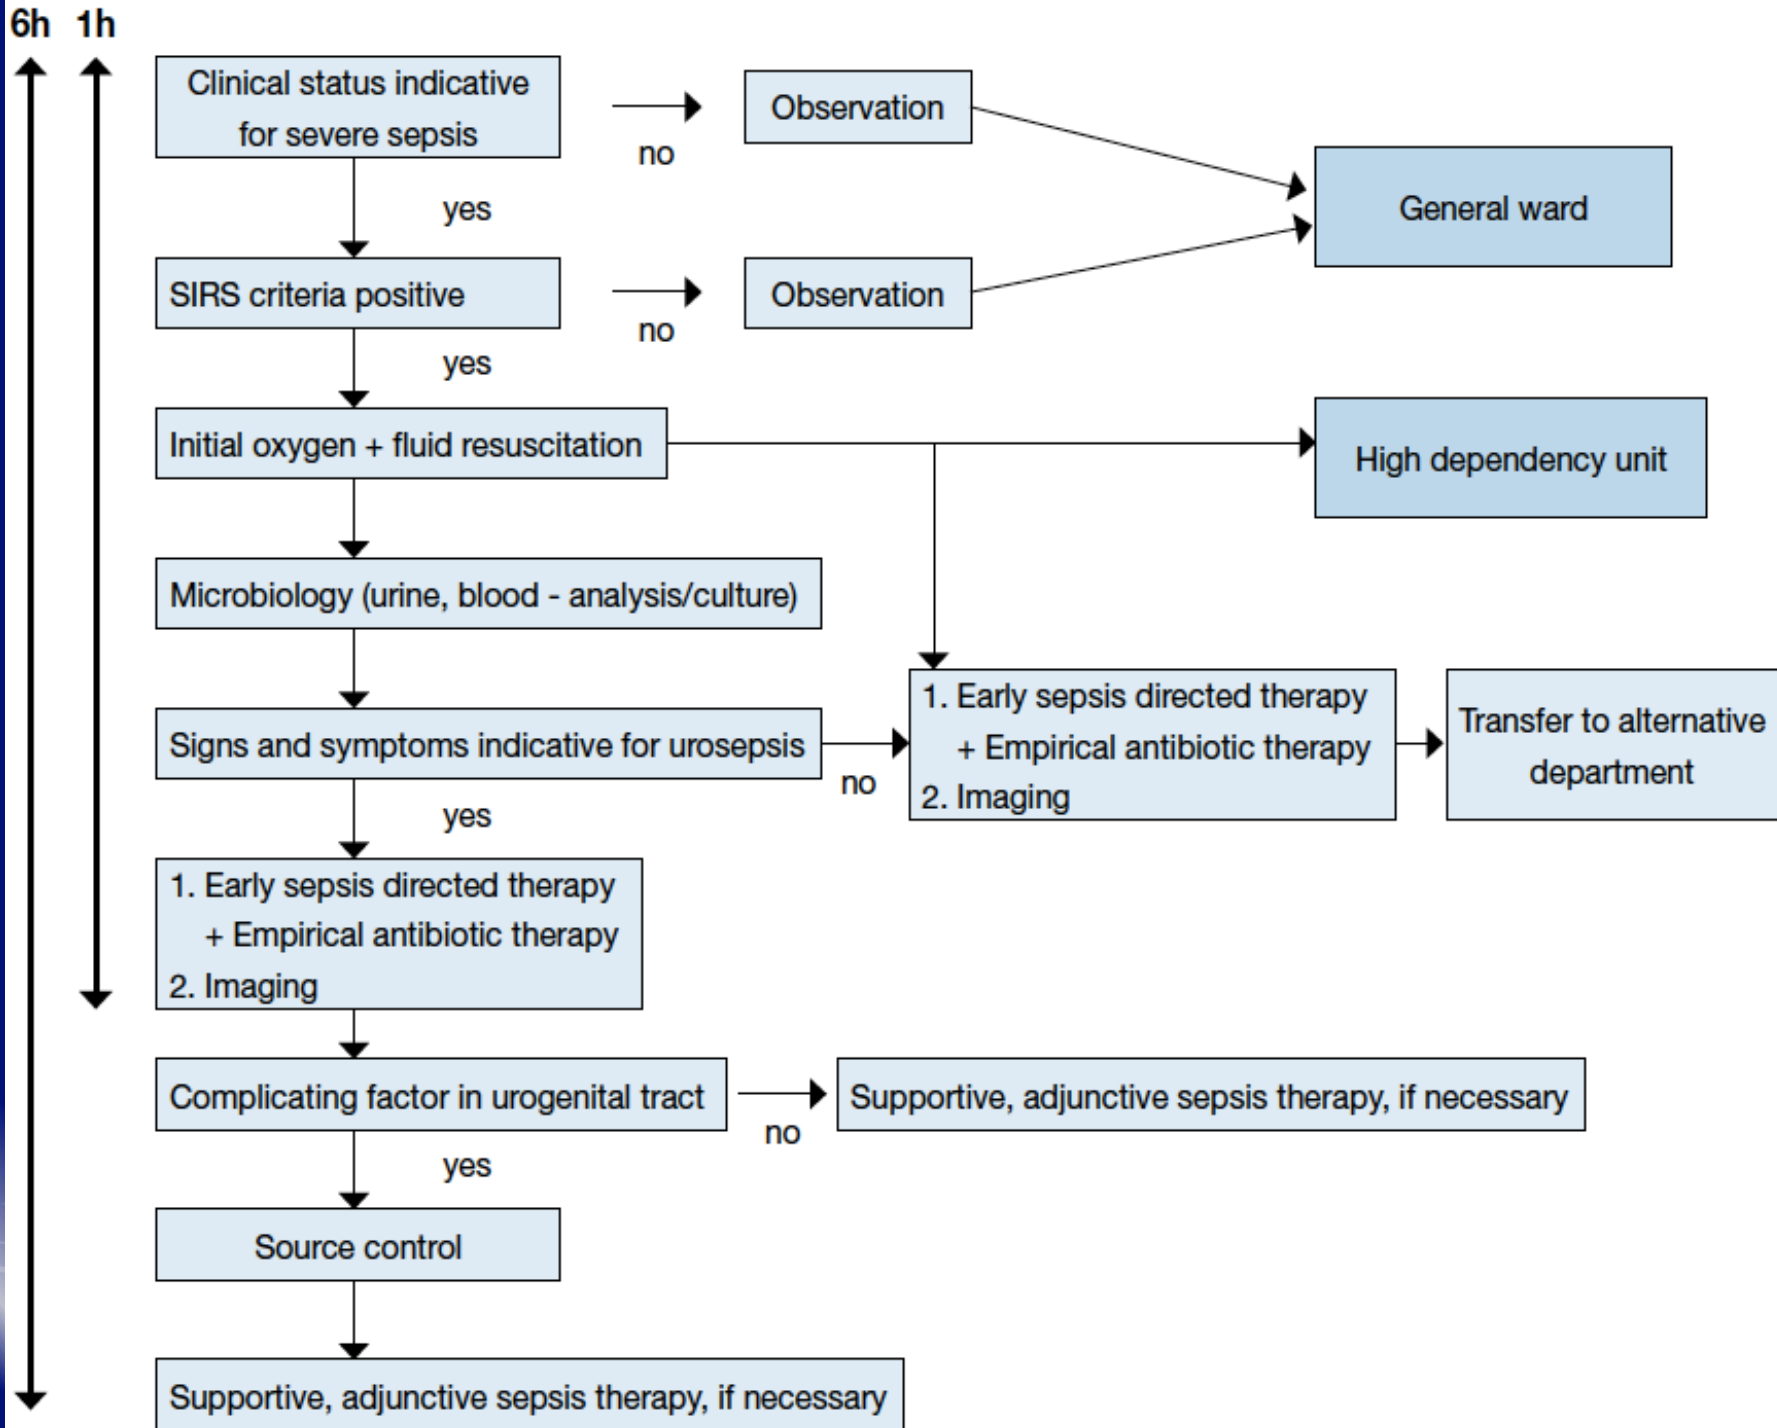 6h 1h
Clinical status indicative
for severe sepsis
no
Observation
General ward
yes
SIRS criteria positive
no
Observation
yes
Initial oxygen + fluid resuscitation
High dependency unit
Microbiology (urine, blood - analysis/culture)
Signs and symptoms indicative for urosepsis
no
1. Early sepsis directed therapy
+ Empirical antibiotic therapy
2. Imaging
Transfer to alternative
department
yes
1. Early sepsis directed therapy
+ Empirical antibiotic therapy
2. Imaging
Complicating factor in urogenital tract
no
Supportive, adjunctive sepsis therapy, if necessary
yes
Source control
Supportive, adjunctive sepsis therapy, if necessary